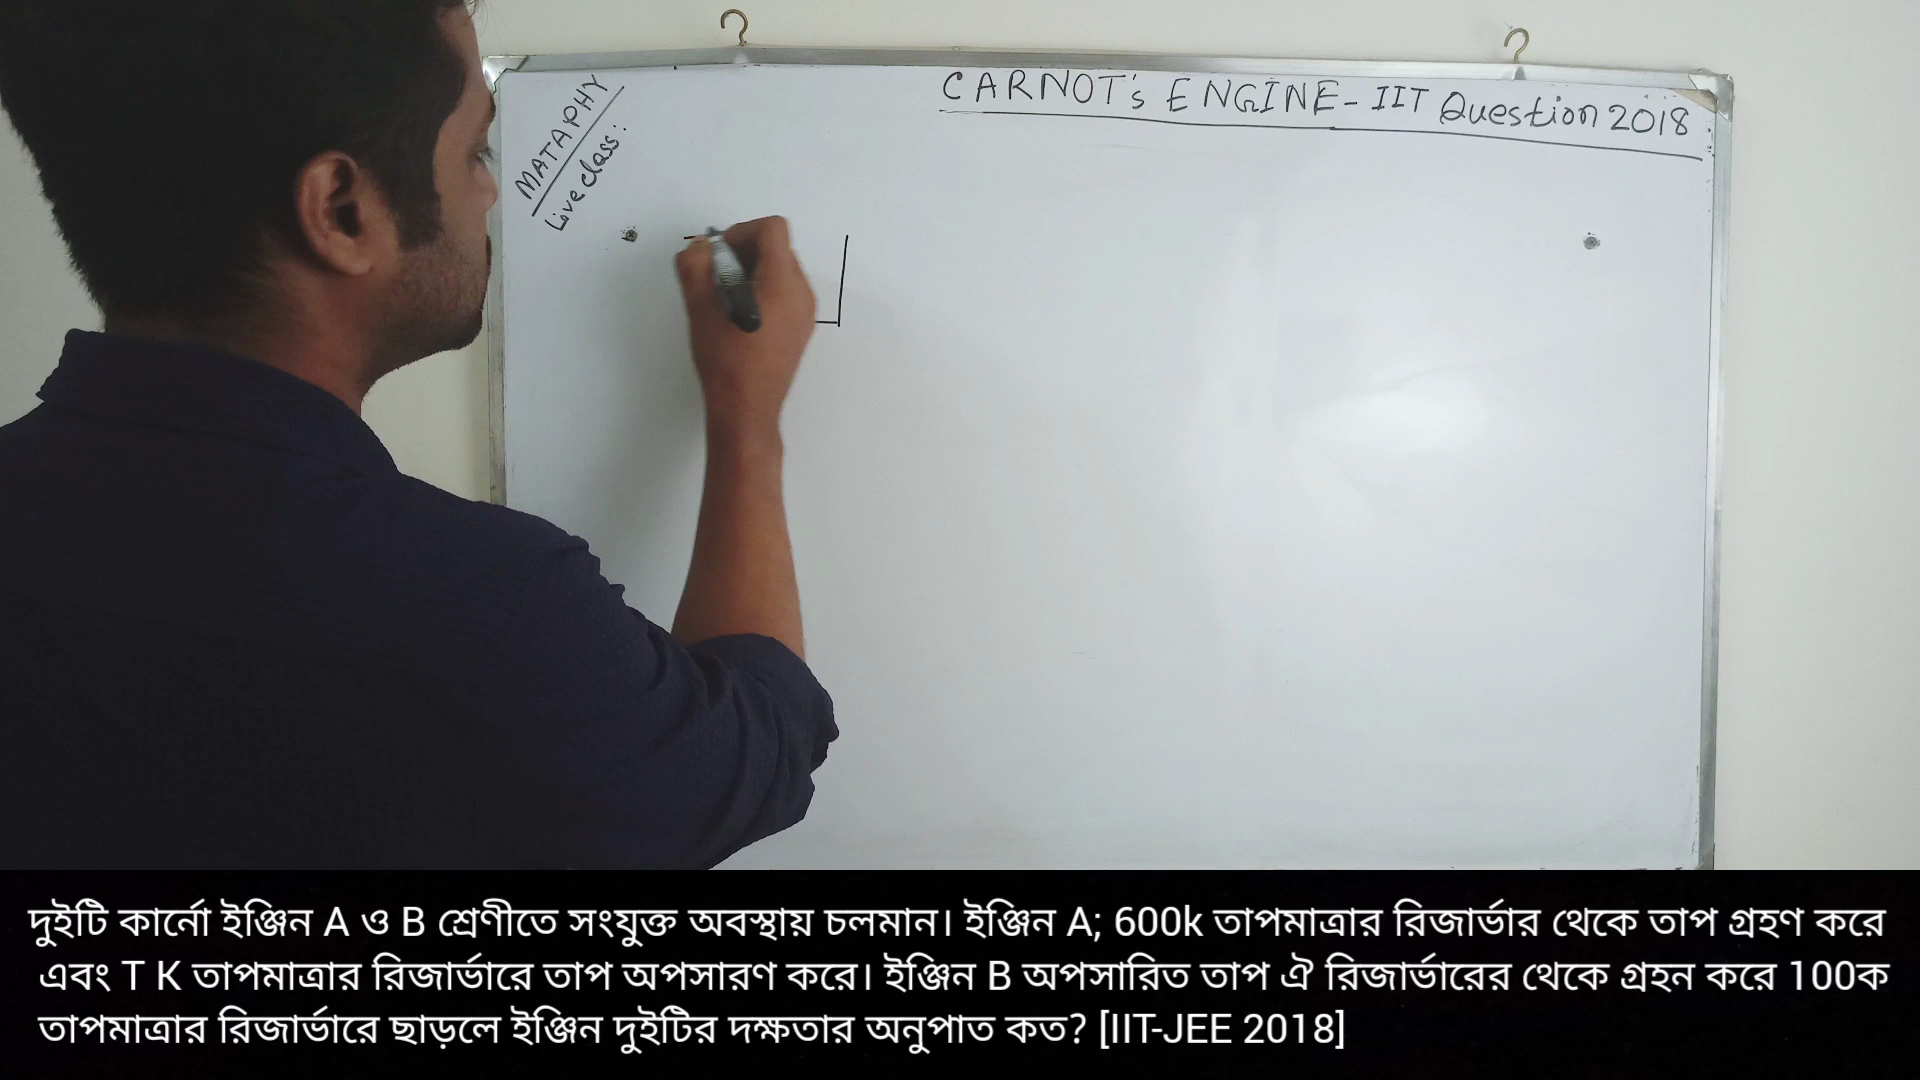 MATAPHY
Live class:
CARNOT's ENGINE - IIT Question 2018
দুইটি কার্নো ইঞ্জিন A ও B শ্রেণীতে সংযুক্ত অবস্থায় চলমান। ইঞ্জিন A; 600k তাপমাত্রার রিজার্ভার থেকে তাপ গ্রহণ করে
এবং T K তাপমাত্রার রিজার্ভারে তাপ অপসারণ করে। ইঞ্জিন B অপসারিত তাপ ঐ রিজার্ভারের থেকে গ্রহন করে 100ক
তাপমাত্রার রিজার্ভারে ছাড়লে ইঞ্জিন দুইটির দক্ষতার অনুপাত কত? [IIT-JEE 2018]